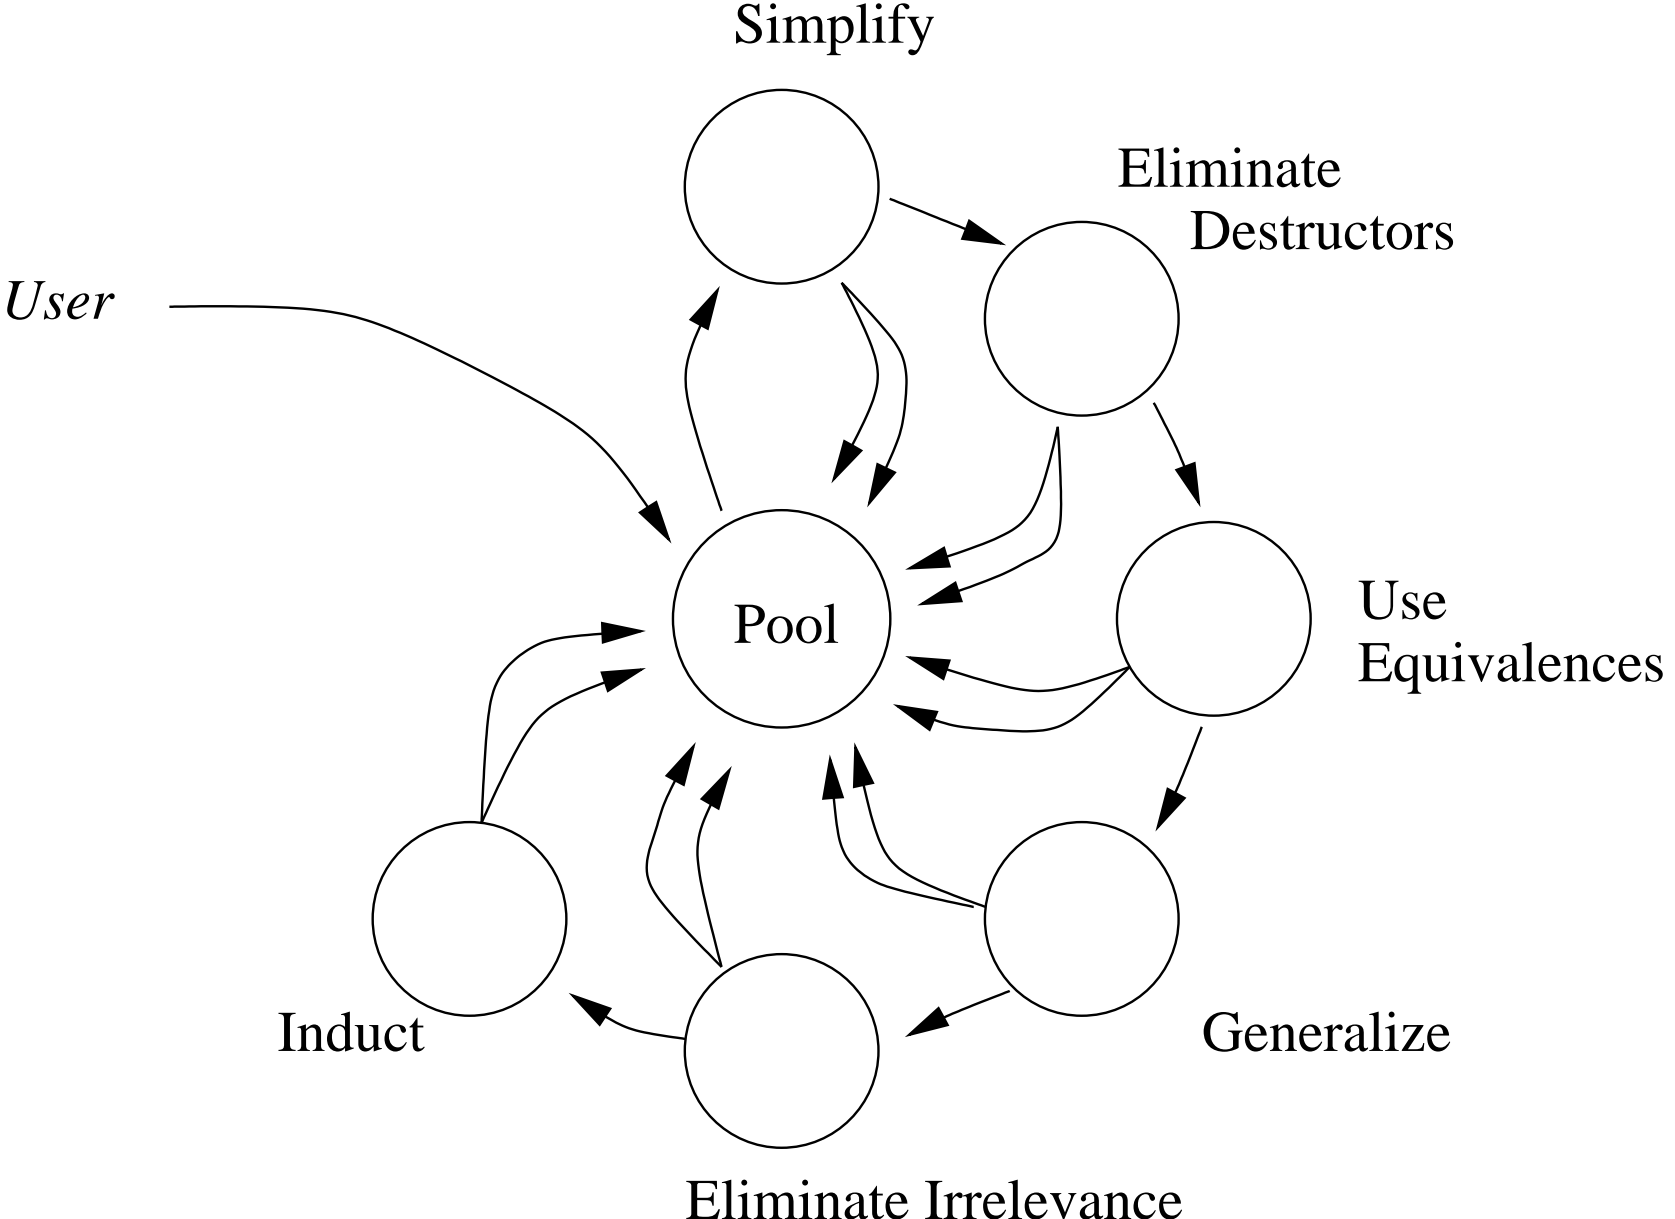 Simplify
Eliminate
Destructors
User
Use
Equivalences
Pool
Induct
Generalize
Eliminate Irrelevance